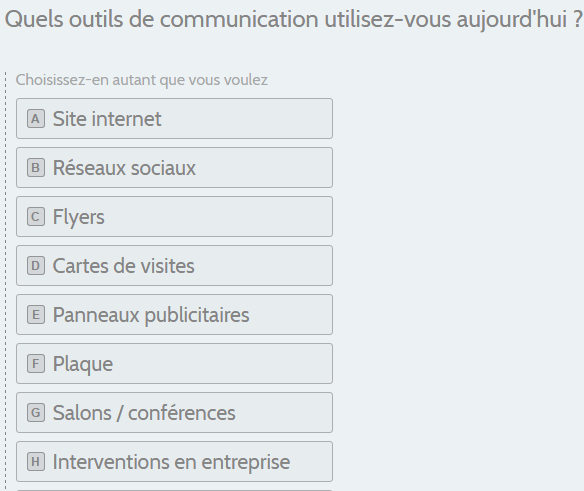 Quels outils de communication utilisez-vous aujourd'hui ?
Choisissez-en autant que vous voulez
A Site internet
B Réseaux sociaux
C Flyers
D Cartes de visites
E Panneaux publicitaires
F Plaque
G Salons / conférences
H Interventions en entreprise